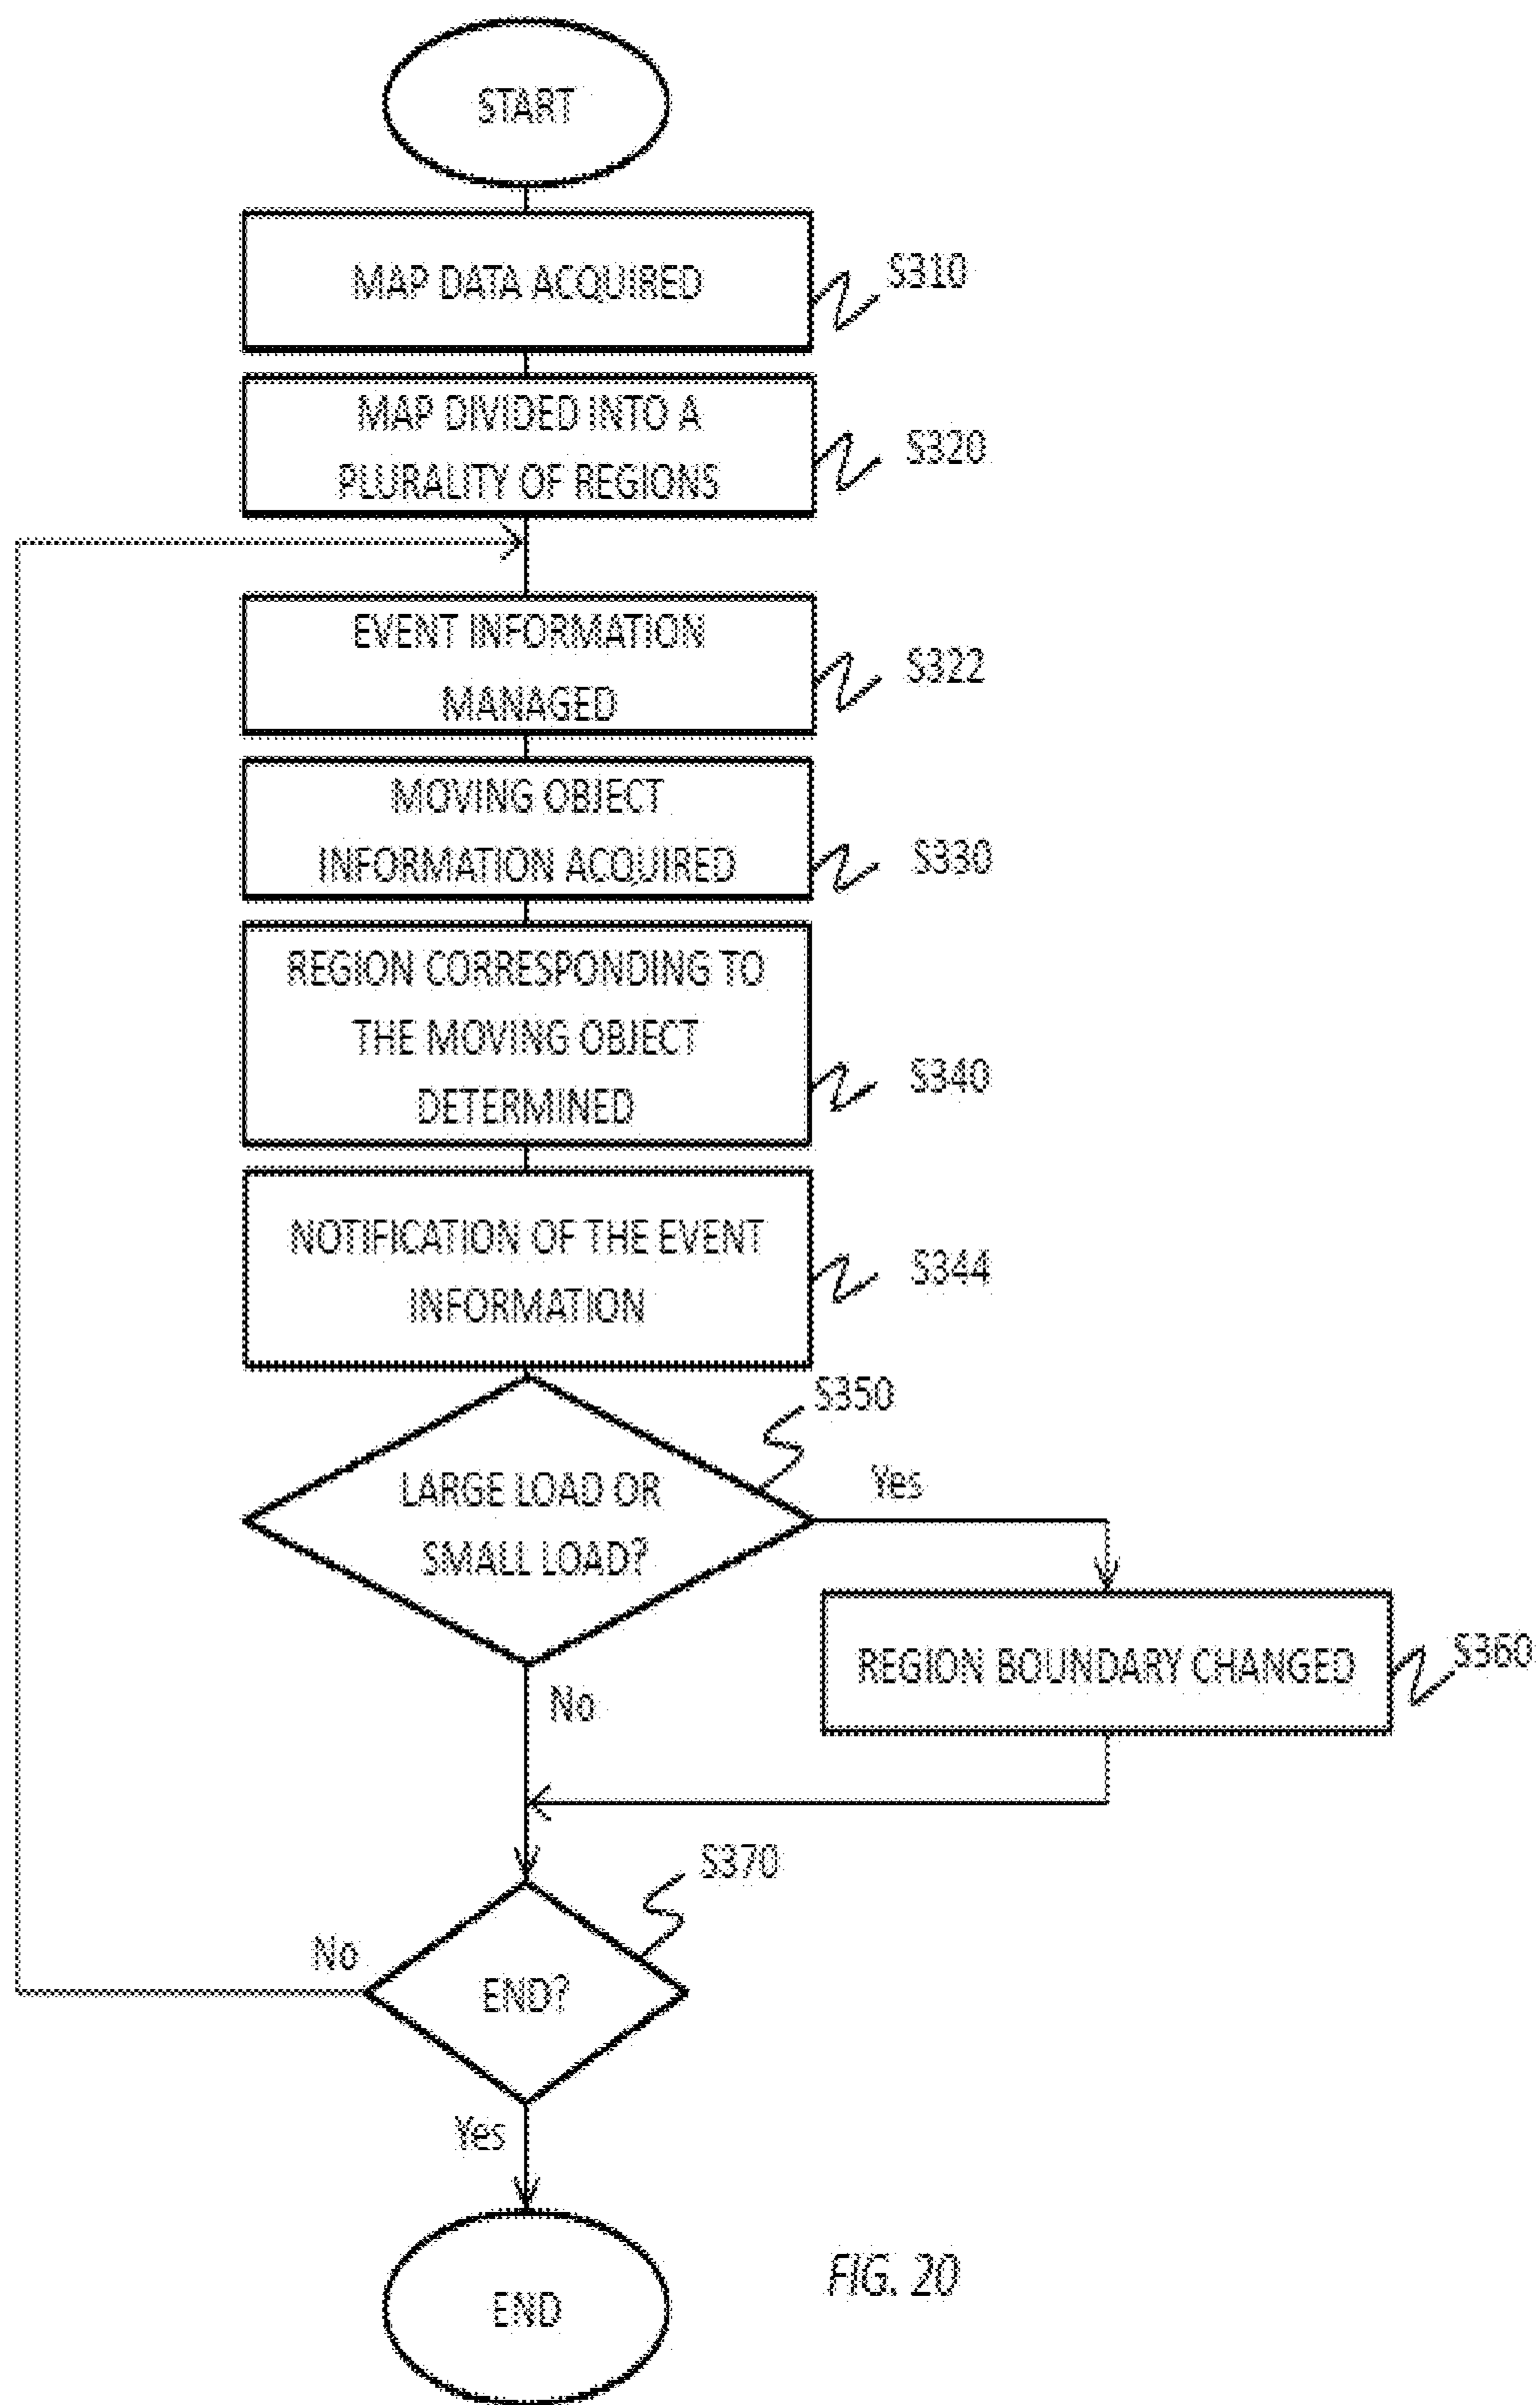 START
MAP DATA ACQUIRED
S310
MAP DIVIDED INTO A
PLURALITY OF REGIONS
S320
EVENT INFORMATION
MANAGED
S322
MOVING OBJECT
INFORMATION ACQUIRED
S330
REGION CORRESPONDING TO
THE MOVING OBJECT
DETERMINED
S340
NOTIFICATION OF THE EVENT
INFORMATION
S344
S350
LARGE LOAD OR
SMALL LOAD?
Yes
REGION BOUNDARY CHANGED
S360
No
S370
No
END?
Yes
END
FIG. 20